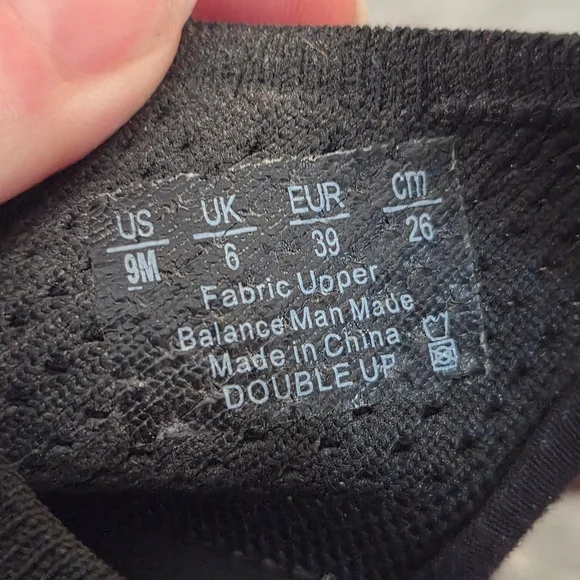 US UK EUR cm
9M 6 39 26
Fabric Upper
Balance Man Made
Made in China
DOUBLE UP